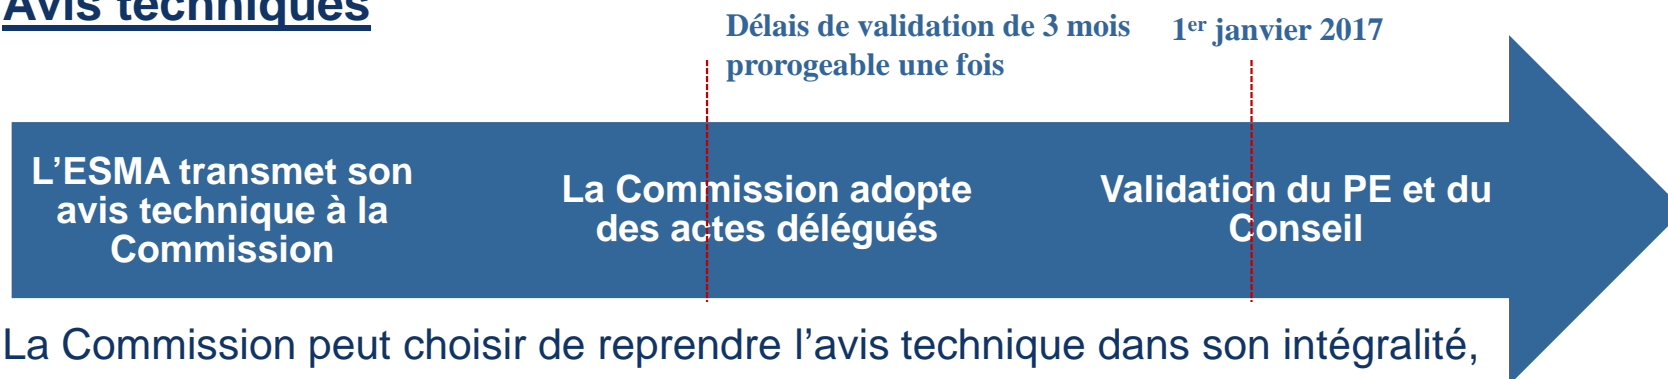 Avis techniques
Délais de validation de 3 mois
prorogeable une fois
1er janvier 2017
L’ESMA transmet son
avis technique à la
Commission
La Commission adopte
des actes délégués
Validation du PE et du
Conseil
La Commission peut choisir de reprendre l’avis technique dans son intégralité,